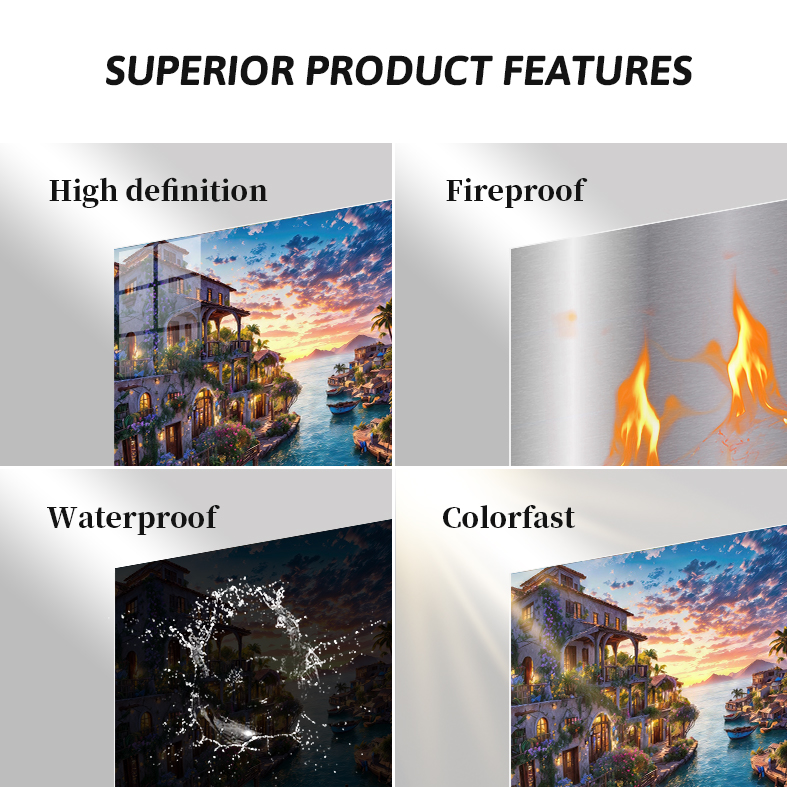 SUPERIOR PRODUCT FEATURES
High definition
Fireproof
Waterproof
Colorfast